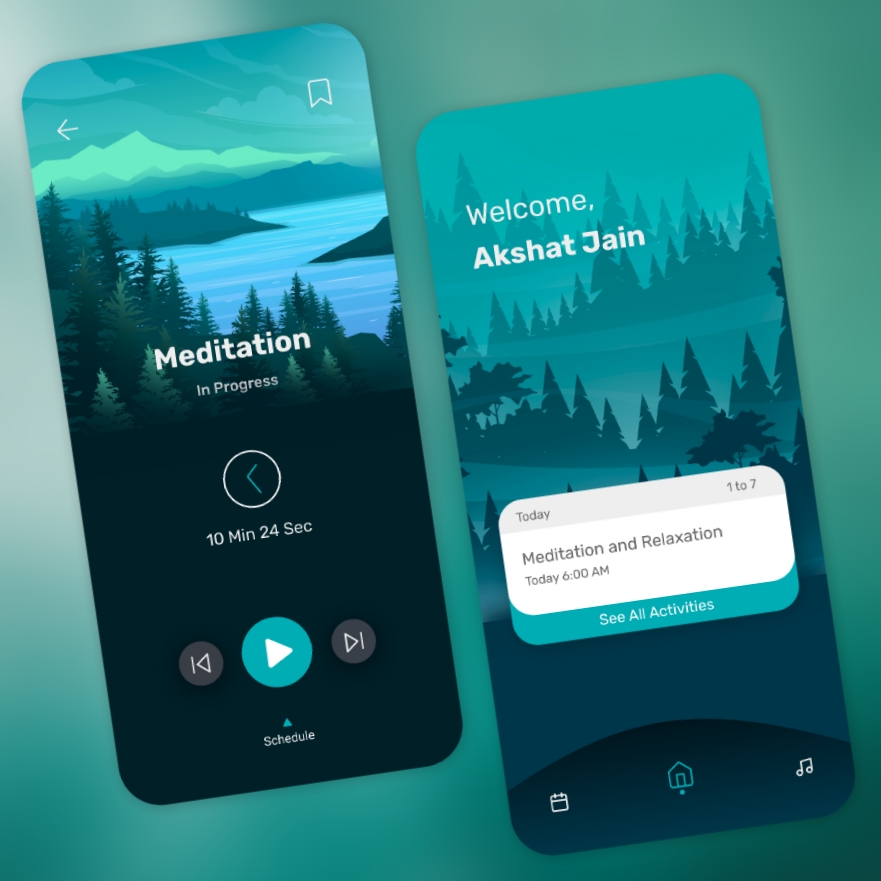 Meditation
In Progress
10 Min 24 Sec
Schedule
Welcome,
Akshat Jain
Today
1 to 7
Meditation and Relaxation
Today 6:00 AM
See All Activities